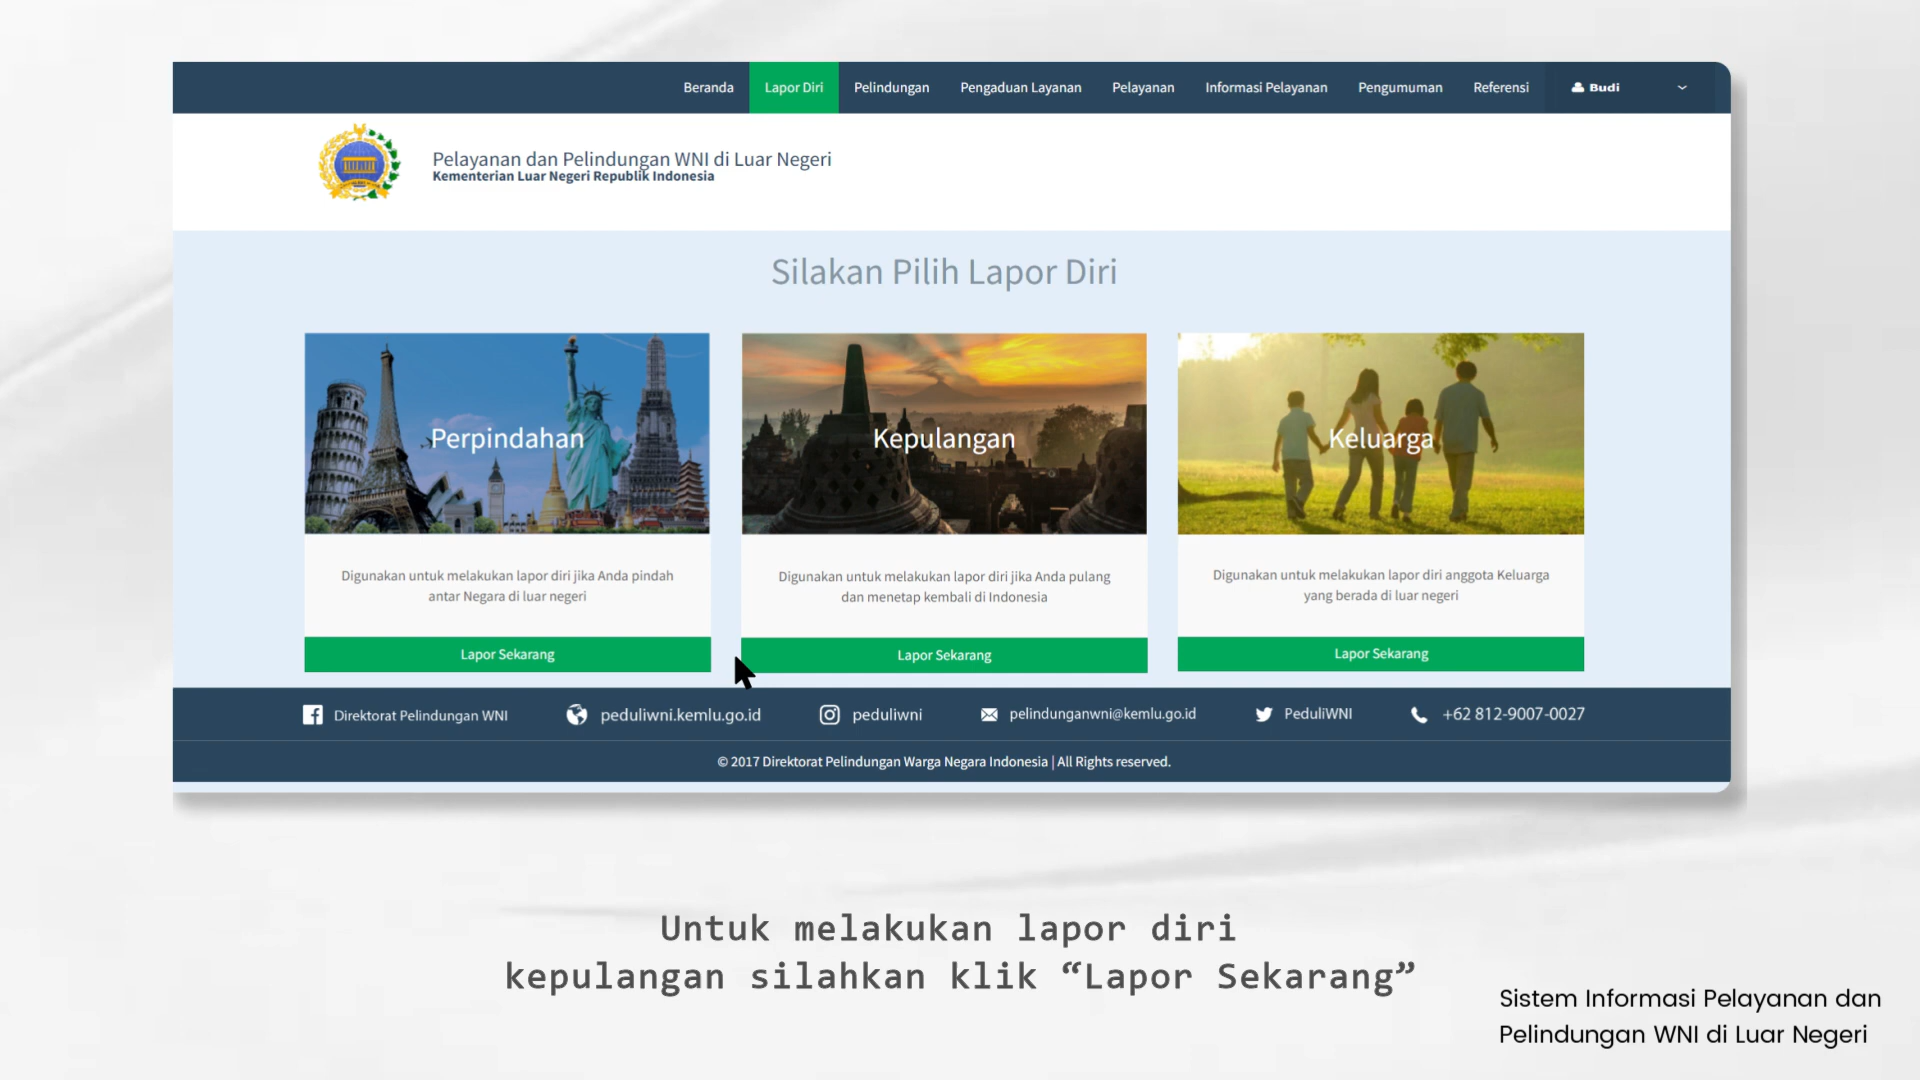 Beranda
Lapor Diri
Pelindungan
Pengaduan Layanan
Pelayanan
Informasi Pelayanan
Pengumuman
Referensi
Budi
Pelayanan dan Pelindungan WNI di Luar Negeri
Kementerian Luar Negeri Republik Indonesia
Silakan Pilih Lapor Diri
Perpindahan
Digunakan untuk melakukan lapor diri jika Anda pindah
antar Negara di luar negeri
Lapor Sekarang
Kepulangan
Digunakan untuk melakukan lapor diri jika Anda pulang
dan menetap kembali di Indonesia
Lapor Sekarang
Keluarga
Digunakan untuk melakukan lapor diri anggota Keluarga
yang berada di luar negeri
Lapor Sekarang
Direktorat Pelindungan WNI
peduliwni.kemlu.go.id
peduliwni
pelindunganwni@kemlu.go.id
PeduliWNI
+62 812-9007-0027
© 2017 Direktorat Pelindungan Warga Negara Indonesia | All Rights reserved.
Untuk melakukan lapor diri
kepulangan silahkan klik “Lapor Sekarang”
Sistem Informasi Pelayanan dan
Pelindungan WNI di Luar Negeri